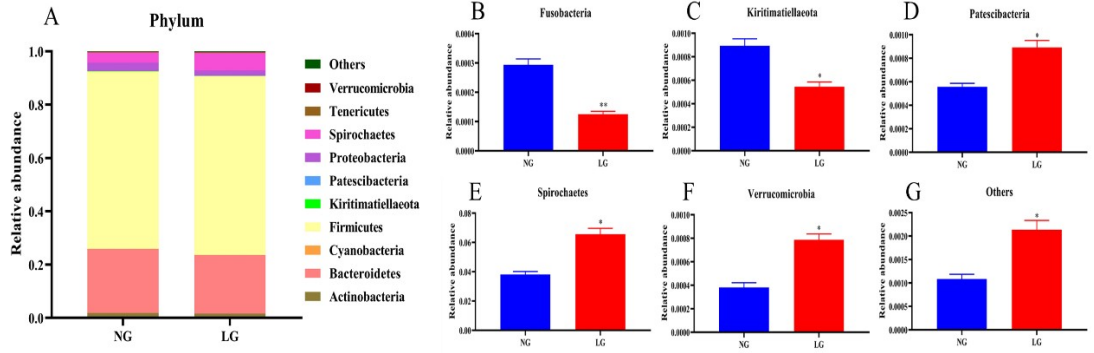 A
Phylum
Relative abundance
1.0
0.8
0.6
0.4
0.2
0.0
NG
LG
Others
Verrucomicrobia
Tenericutes
Spirochaetes
Proteobacteria
Patescibacteria
Kiritimatiellaeota
Firmicutes
Cyanobacteria
Bacteroidetes
Actinobacteria
B
Fusobacteria
Relative abundance
0.0004
0.0003
0.0002
0.0001
0.0000
**
NG
LG
C
Kiritimatiellaeota
Relative abundance
0.0010
0.0008
0.0006
0.0004
0.0002
0.0000
*
NG
LG
D
Patescibacteria
Relative abundance
0.0010
0.0008
0.0006
0.0004
0.0002
0.0000
*
NG
LG
E
Spirochaetes
Relative abundance
0.08
0.06
0.04
0.02
0.00
*
NG
LG
F
Verrucomicrobia
Relative abundance
0.0010
0.0008
0.0006
0.0004
0.0002
0.0000
*
NG
LG
G
Others
Relative abundance
0.0025
0.0020
0.0015
0.0010
0.0005
0.0000
*
NG
LG